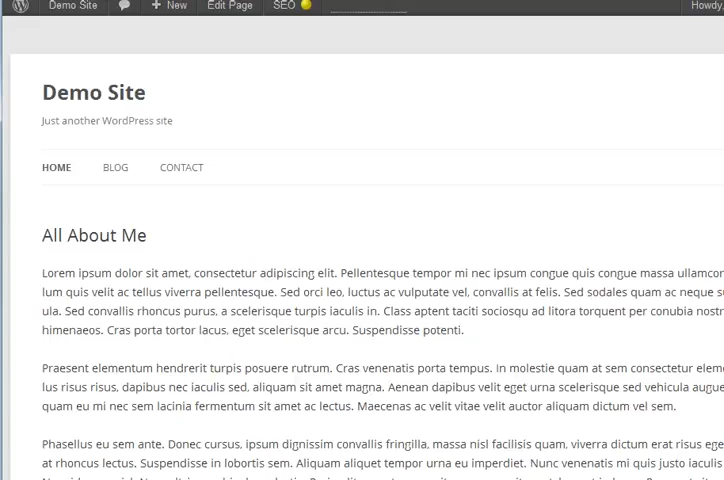 Demo Site + New Edit Page SEO Howdy,
Demo Site
Just another WordPress site
HOME BLOG CONTACT
All About Me
Lorem ipsum dolor sit amet, consectetur adipiscing elit. Pellentesque tempor mi nec ipsum congue quis congue massa ullamcor
lum quis velit ac tellus viverra pellentesque. Sed orci leo, luctus ac vulputate vel, convallis at felis. Sed sodales quam ac neque su
ula. Sed convallis rhoncus purus, a scelerisque turpis iaculis in. Class aptent taciti sociosqu ad litora torquent per conubia nostr
himenaeos. Cras porta tortor lacus, eget scelerisque arcu. Suspendisse potenti.
Praesent elementum hendrerit turpis posuere rutrum. Cras venenatis porta tempus. In molestie quam at sem consectetur eleme
lus risus risus, dapibus nec iaculis sed, aliquam sit amet magna. Aenean dapibus velit eget urna scelerisque sed vehicula augue
quam eu mi nec sem lacinia fermentum sit amet ac lectus. Maecenas ac velit vitae velit auctor aliquam dictum vel sem.
Phasellus eu sem ante. Donec cursus, ipsum dignissim convallis fringilla, massa nisl facilisis quam, viverra dictum erat risus ege
at rhoncus lectus. Suspendisse in lobortis sem. Aliquam aliquet tempor urna eu imperdiet. Nunc venenatis mi quis justo iaculis